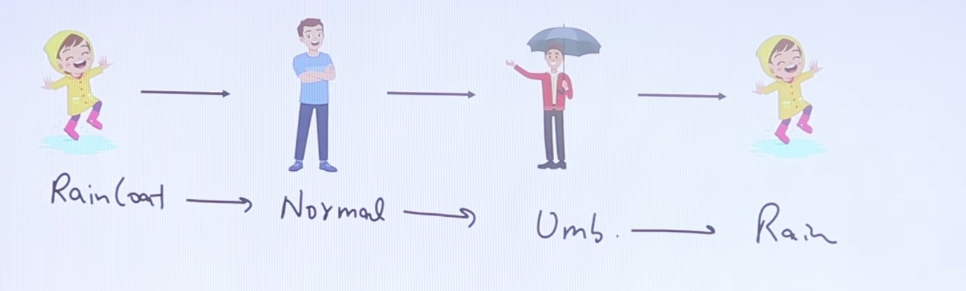 RainCoat → Normal → Umb. → Rain